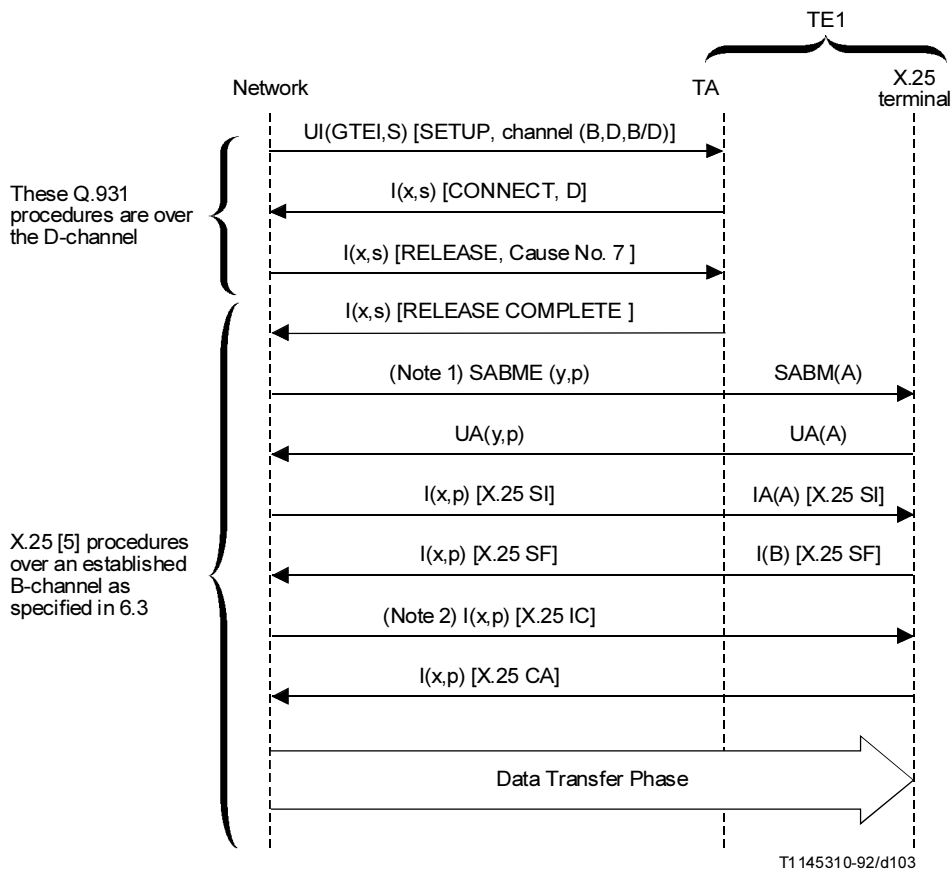 TE1
Network
TA
X.25
terminal
UI(GTEI,S) [SETUP, channel (B,D,B/D)]
These Q.931
procedures are over
the D-channel
I(x,s) [CONNECT, D]
I(x,s) [RELEASE, Cause No. 7 ]
I(x,s) [RELEASE COMPLETE ]
(Note 1) SABME (y,p)
SABM(A)
UA(y,p)
UA(A)
I(x,p) [X.25 SI]
IA(A) [X.25 SI]
X.25 [5] procedures
over an established
B-channel as
specified in 6.3
I(x,p) [X.25 SF]
I(B) [X.25 SF]
(Note 2) I(x,p) [X.25 IC]
I(x,p) [X.25 CA]
Data Transfer Phase
T1145310-92/d103